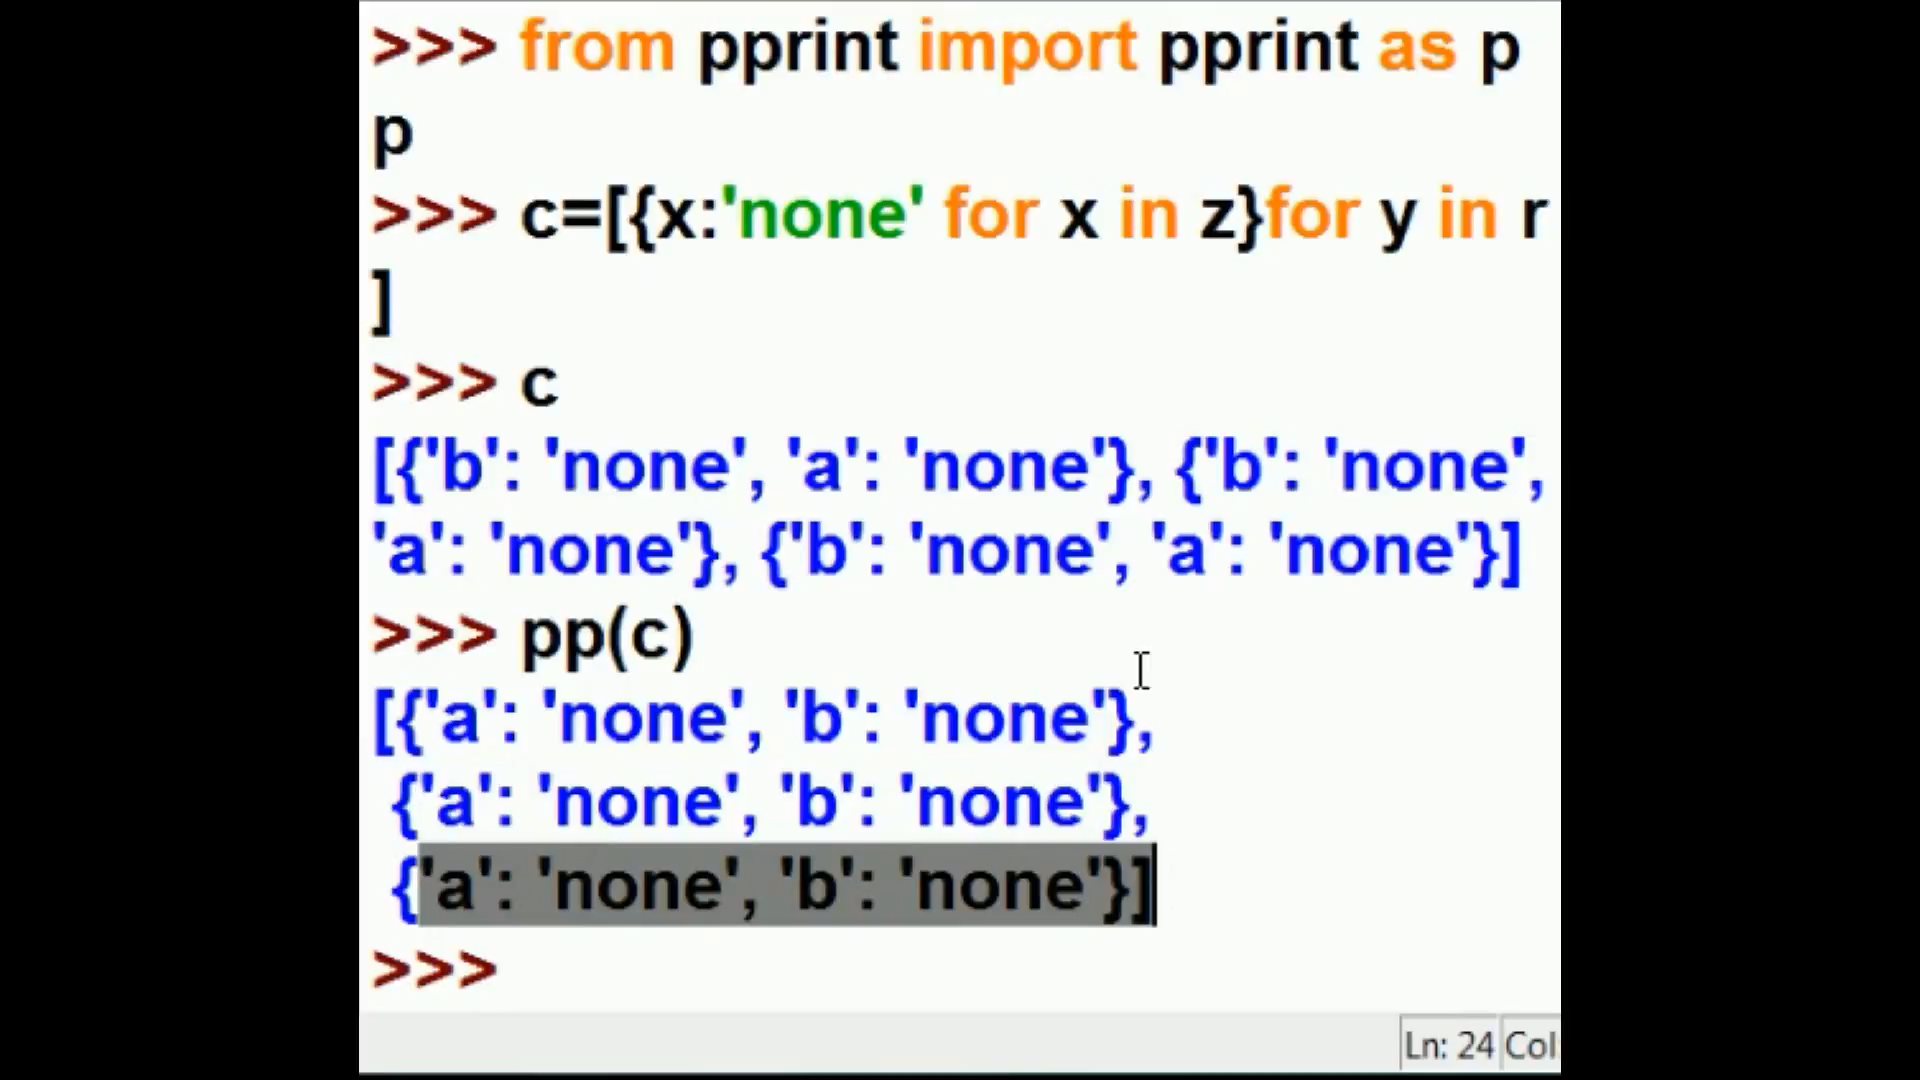 >>> from pprint import pprint as p
p
>>> c=[{x:'none' for x in z}for y in r
]
>>> c
[{'b': 'none', 'a': 'none'}, {'b': 'none',
'a': 'none'}, {'b': 'none', 'a': 'none'}]
>>> pp(c)
[{'a': 'none', 'b': 'none'},
{'a': 'none', 'b': 'none'},
{'a': 'none', 'b': 'none'}]
>>>
Ln: 24 Col